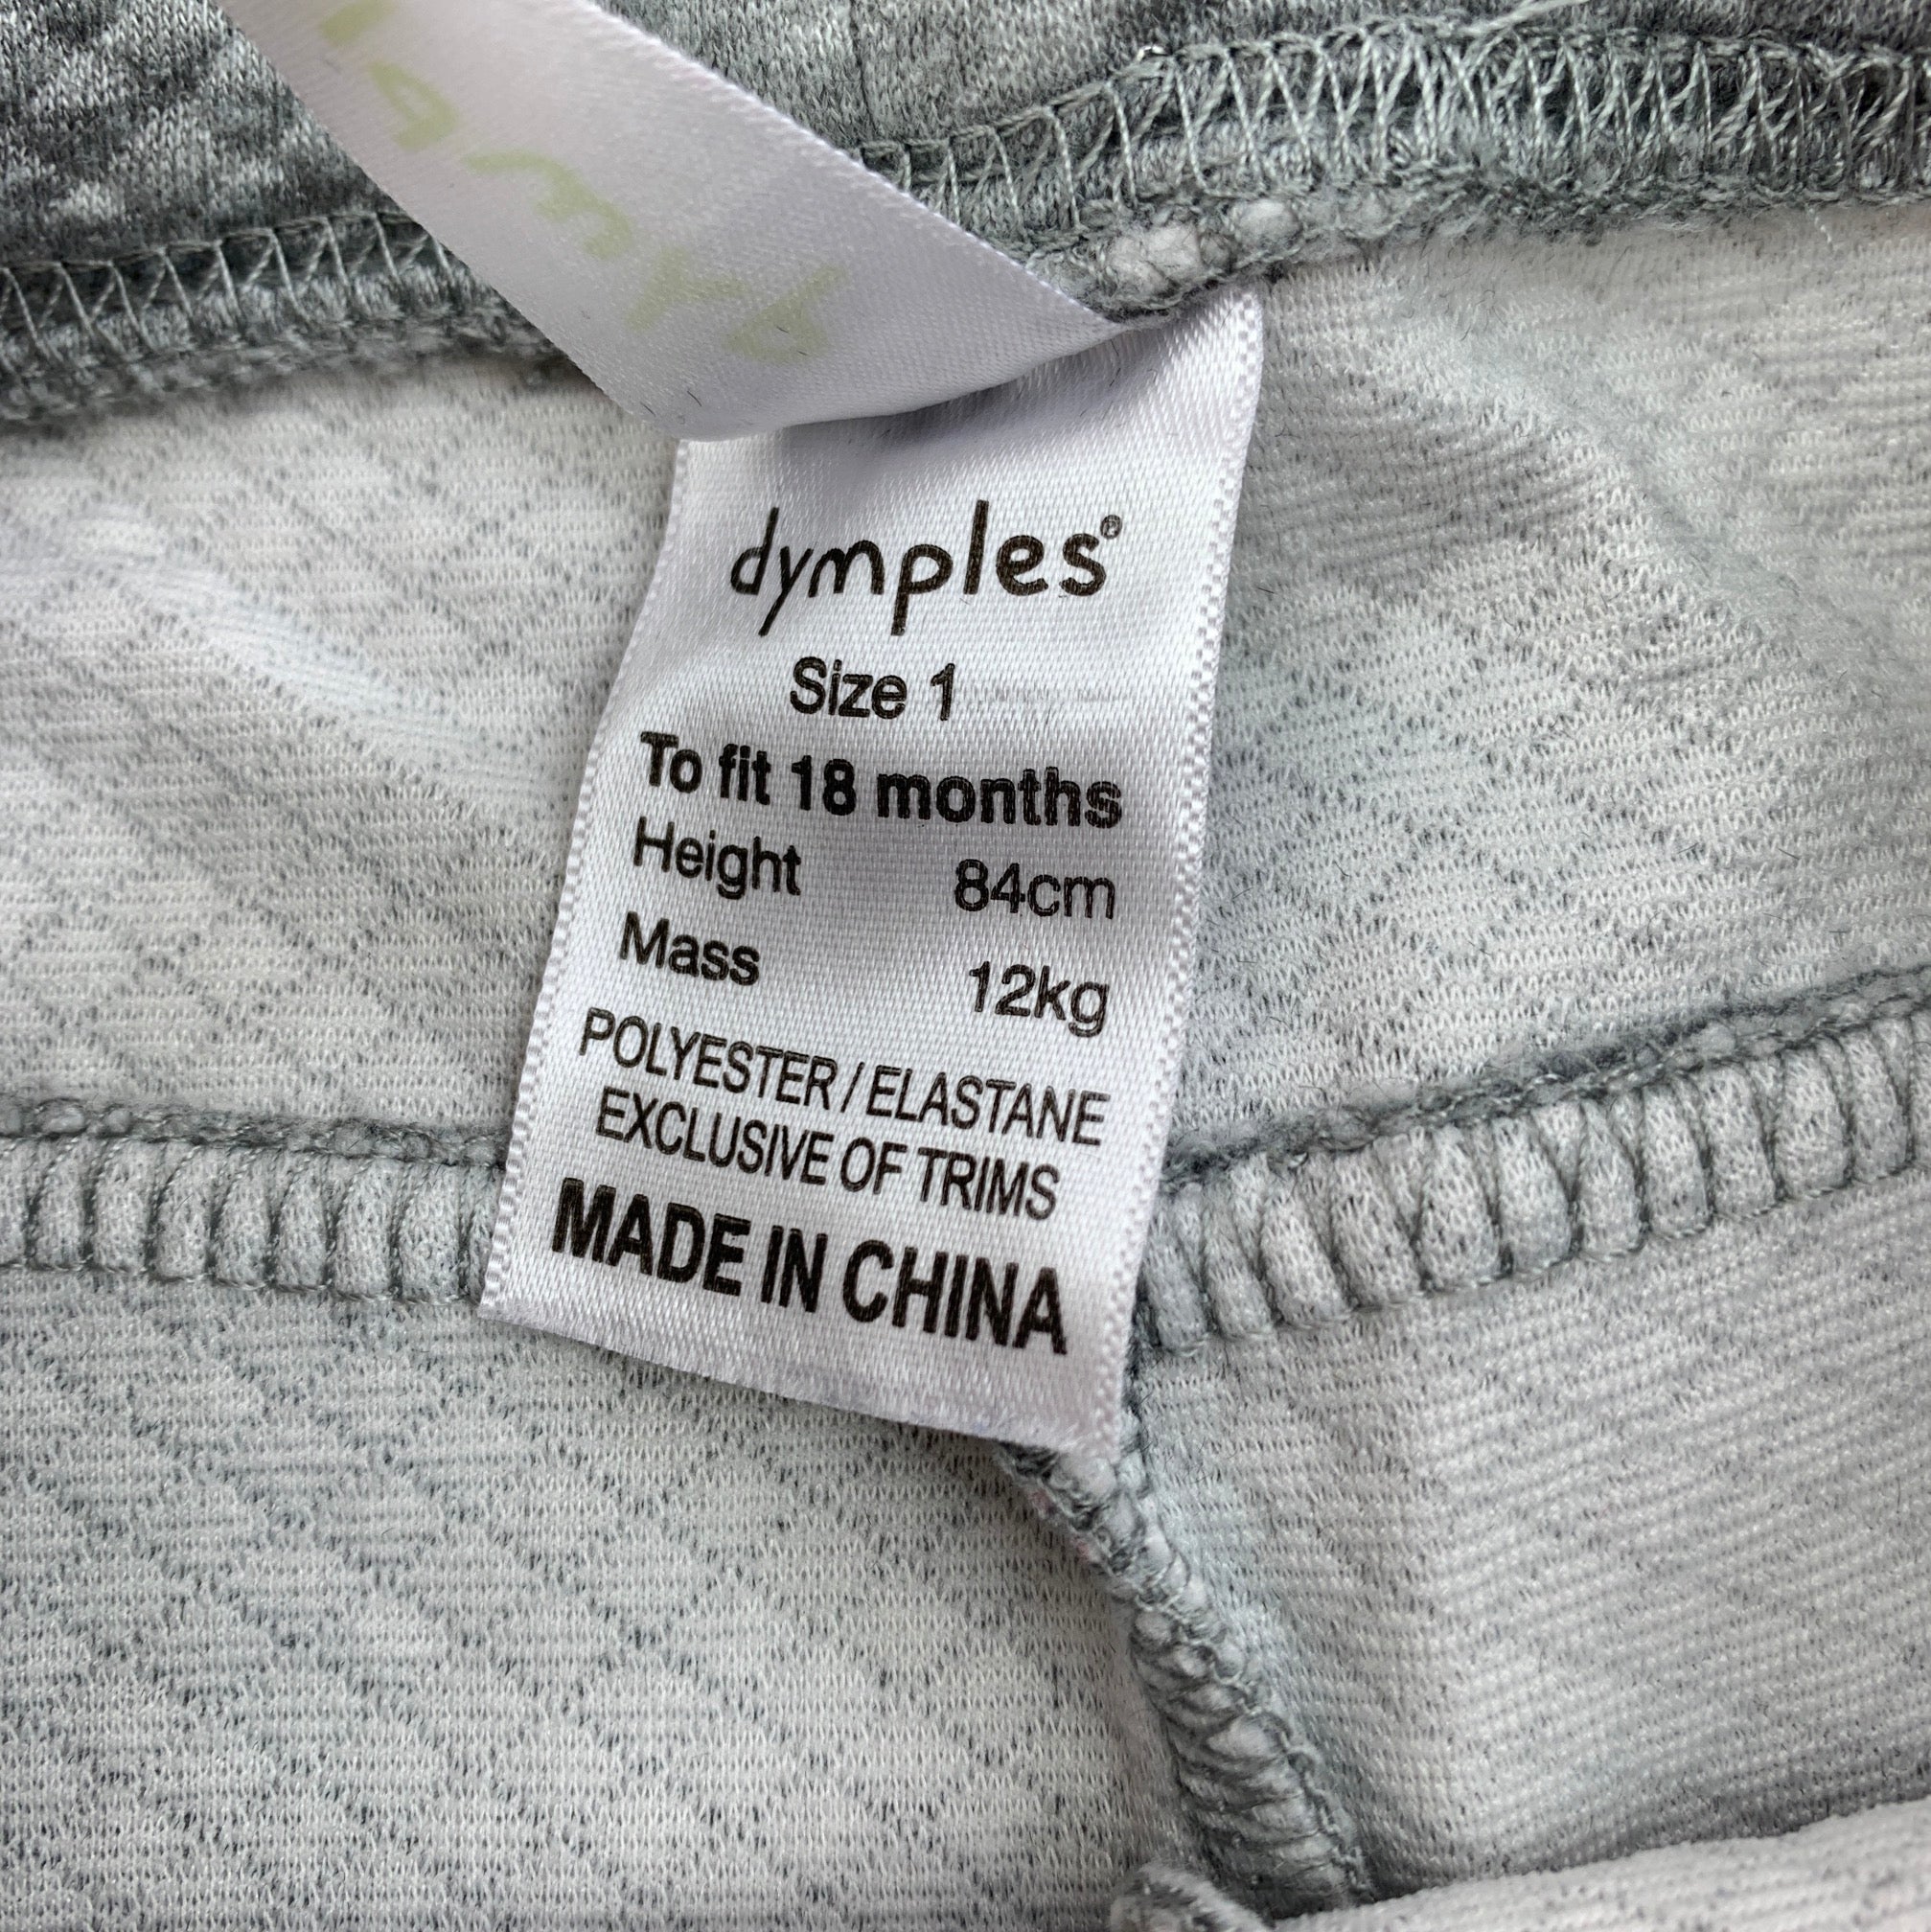 dymples®
Size 1
To fit 18 months
Height 84cm
Mass 12kg
POLYESTER / ELASTANE
EXCLUSIVE OF TRIMS
MADE IN CHINA